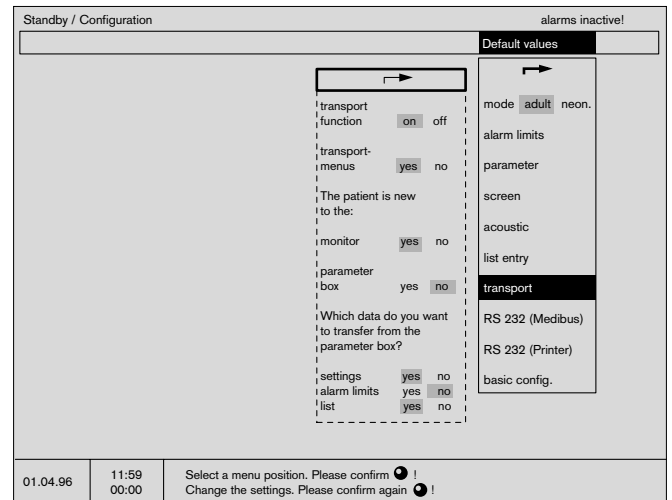 Standby / Configuration
alarms inactive!
Default values
transport
function on off
transport-
menus yes no
The patient is new
to the:
monitor yes no
parameter
box yes no
Which data do you want
to transfer from the
parameter box?
settings yes no
alarm limits yes no
list yes no
mode adult neon.
alarm limits
parameter
screen
acoustic
list entry
transport
RS 232 (Medibus)
RS 232 (Printer)
basic config.
01.04.96
11:59
00:00
Select a menu position. Please confirm !
Change the settings. Please confirm again !